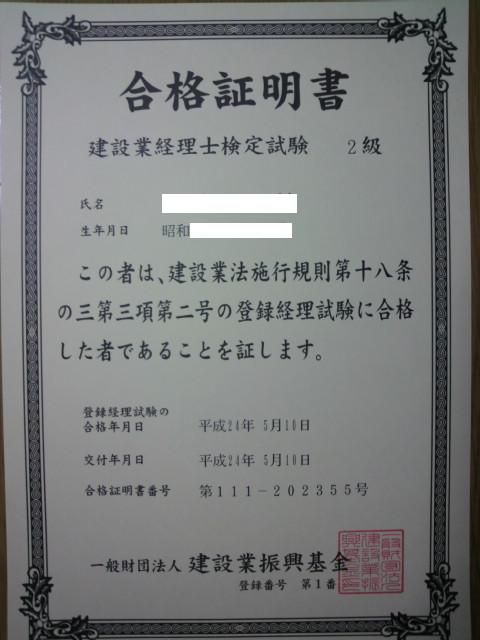 合格証明書
建設業経理士検定試験 2級
氏名
生年月日 昭和
この者は、建設業法施行規則第十八条
の三第三項第二号の登録経理試験に合格
した者であることを証します。
登録経理試験の
合格年月日 平成24年 5月10日
交付年月日 平成24年 5月10日
合格証明書番号 第111-202355号
一般財団法人 建設業振興基金
登録番号 第1番